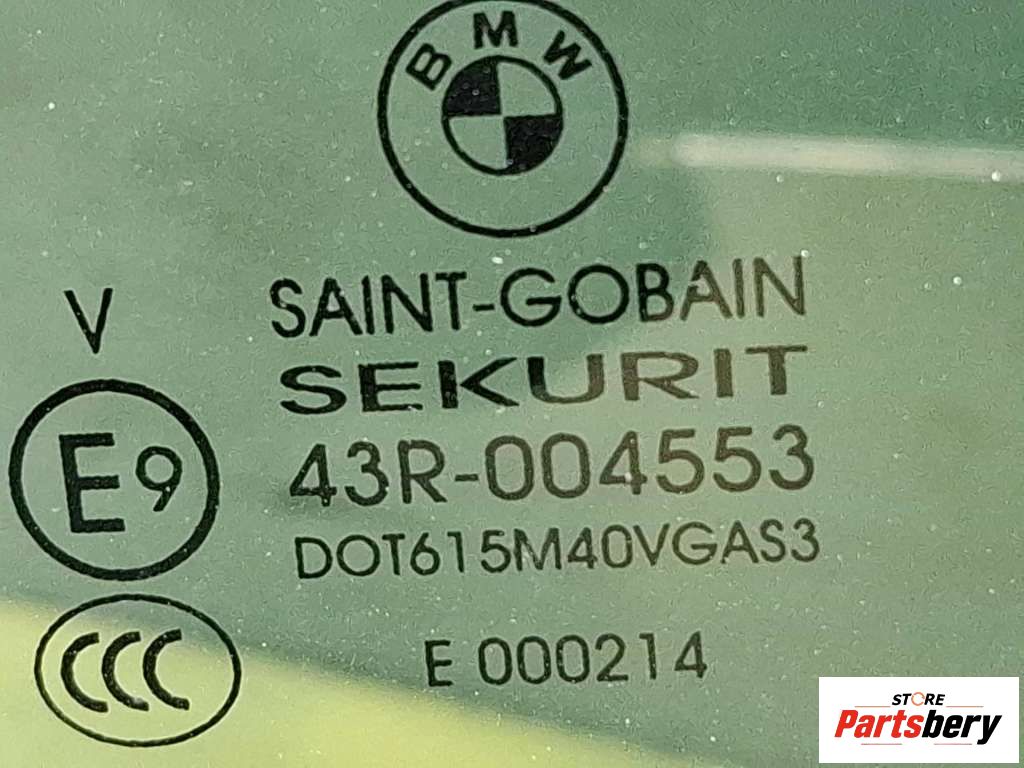 BMW
SAINT-GOBAIN
V
SEKURIT
E9
43R-004553
DOT615M40VGAS3
CCC
E 000214
STORE
Partsbery